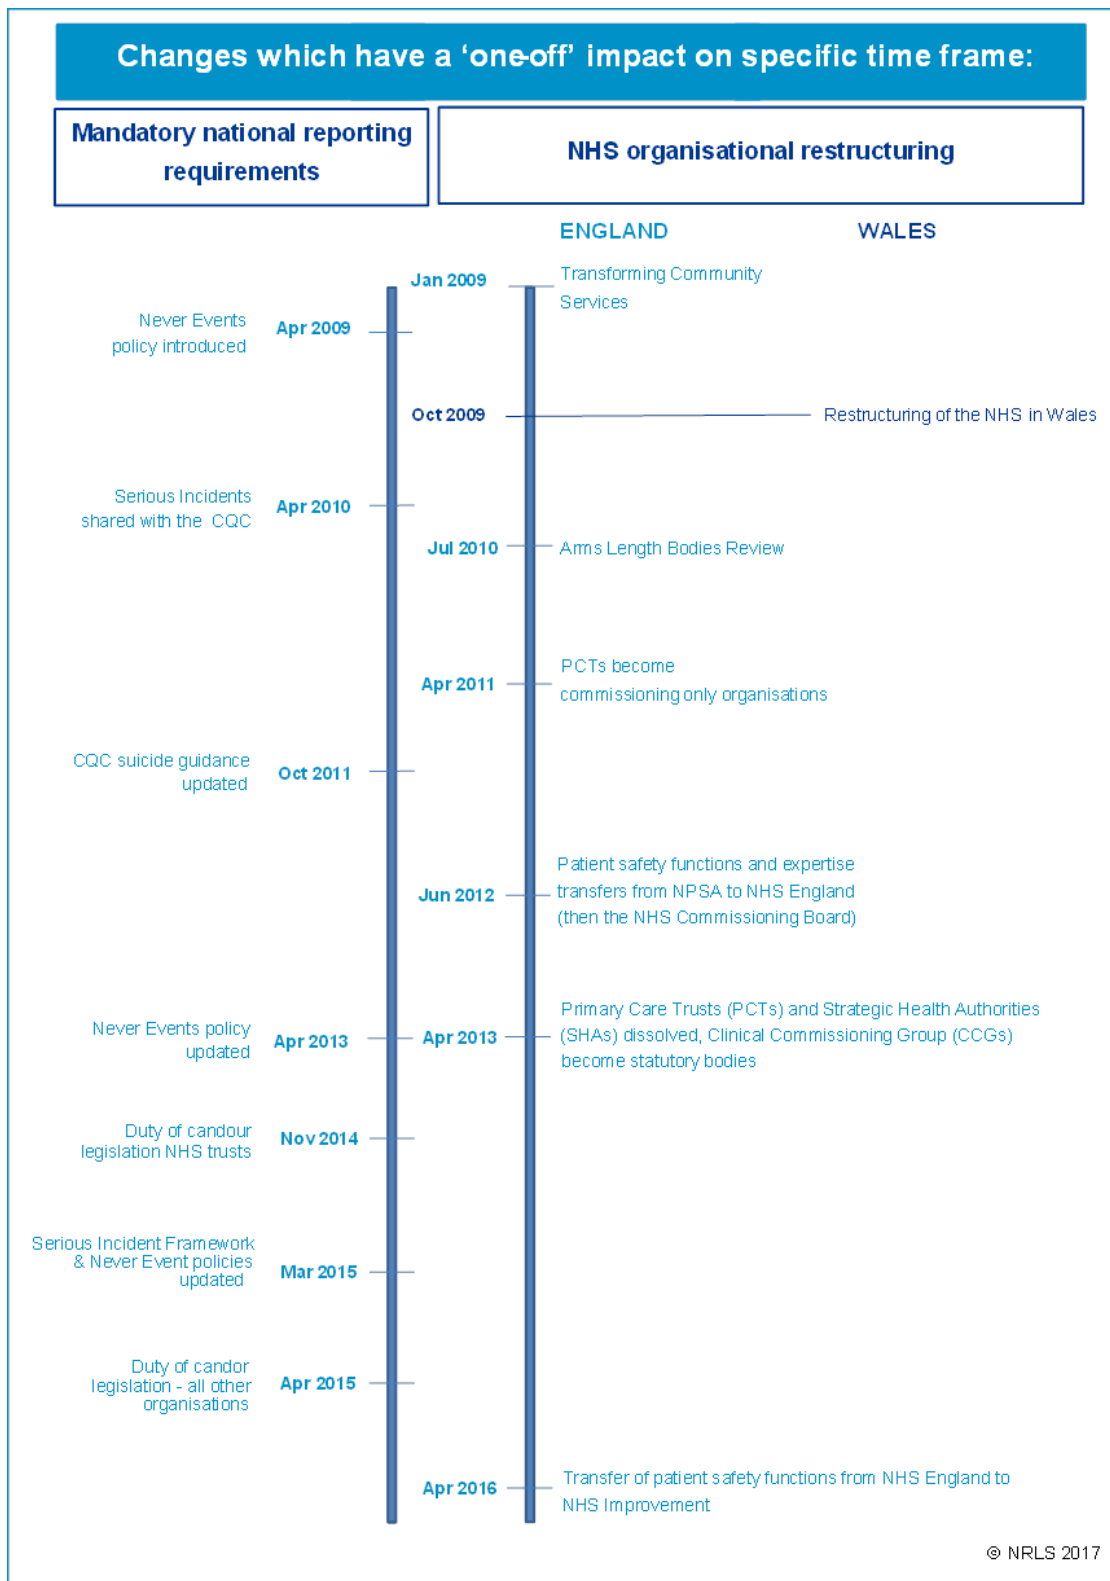 Changes which have a 'one-off' impact on specific time frame:
Mandatory national reporting
requirements
NHS organisational restructuring
ENGLAND
WALES
Jan 2009
Transforming Community
Services
Never Events
policy introduced
Apr 2009
Oct 2009
Restructuring of the NHS in Wales
Serious Incidents
shared with the CQC
Apr 2010
Jul 2010
Arms Length Bodies Review
Apr 2011
PCTs become
commissioning only organisations
CQC suicide guidance
updated
Oct 2011
Jun 2012
Patient safety functions and expertise
transfers from NPSA to NHS England
(then the NHS Commissioning Board)
Never Events policy
updated
Apr 2013
Apr 2013
Primary Care Trusts (PCTs) and Strategic Health Authorities
(SHAs) dissolved, Clinical Commissioning Group (CCGs)
become statutory bodies
Duty of candour
legislation NHS trusts
Nov 2014
Serious Incident Framework
& Never Event policies
updated
Mar 2015
Duty of candor
legislation - all other
organisations
Apr 2015
Apr 2016
Transfer of patient safety functions from NHS England to
NHS Improvement
© NRLS 2017